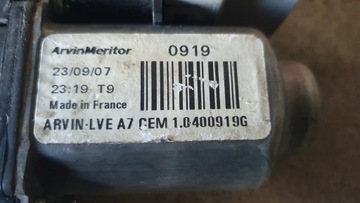 ArvinMeritor 0919
23/09/07
23:19 T9
Made in France
ARVIN-LVE A7 CEM 1.0400919G